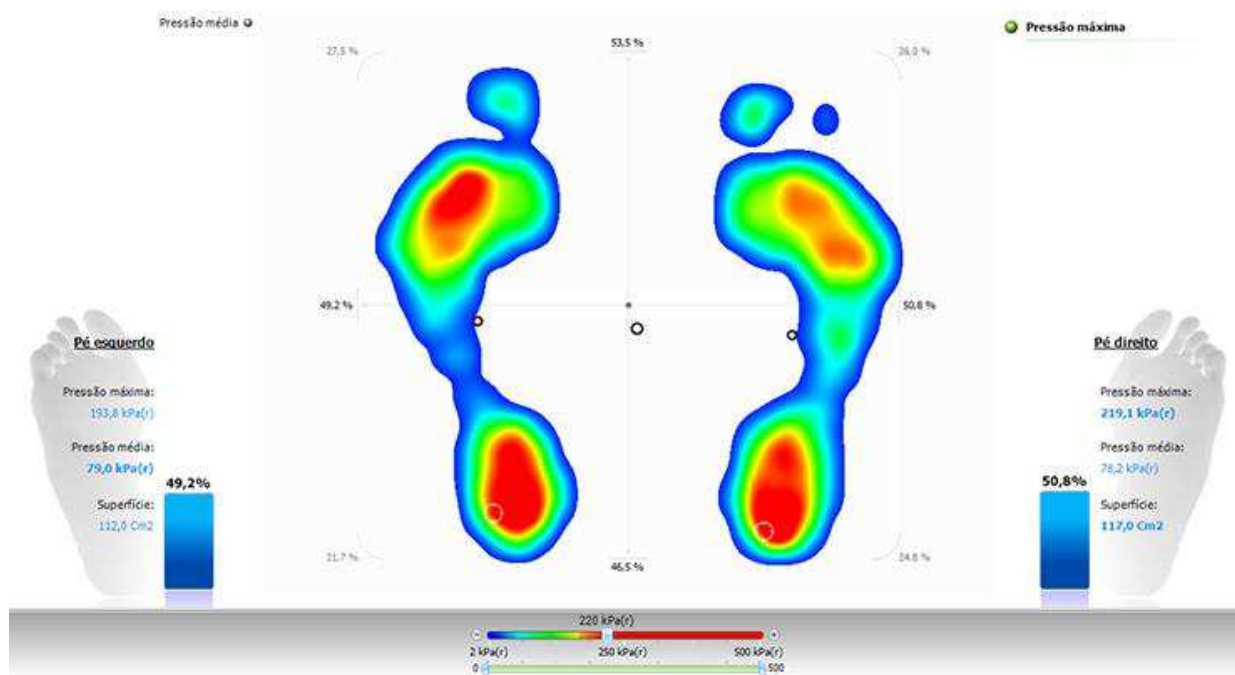 Pressão média
Pressão máxima
27,5 %
53,5 %
26,0 %
49,2 %
50,8 %
Pé esquerdo
Pressão máxima:
193,8 kPa(r)
Pressão média:
79,0 kPa(r)
Superfície:
112,0 Cm2
49,2%
Pé direito
Pressão máxima:
219,1 kPa(r)
Pressão média:
78,2 kPa(r)
Superfície:
117,0 Cm2
50,8%
21,7 %
46,5 %
24,8 %
220 kPa(r)
2 kPa(r) 250 kPa(r) 500 kPa(r)
0 500